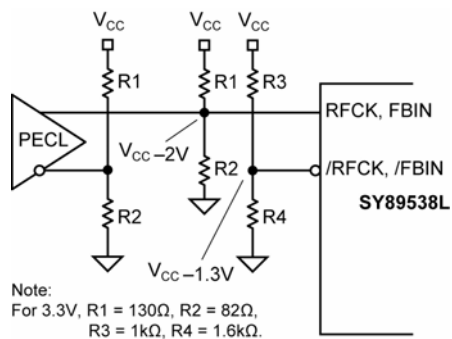 VCC VCC VCC
R1 R1 R3
RFCK, FBIN
PECL
VCC –2V
R2
/RFCK, /FBIN
SY89538L
R2 R4
VCC –1.3V
Note:
For 3.3V, R1 = 130Ω, R2 = 82Ω,
R3 = 1kΩ, R4 = 1.6kΩ.